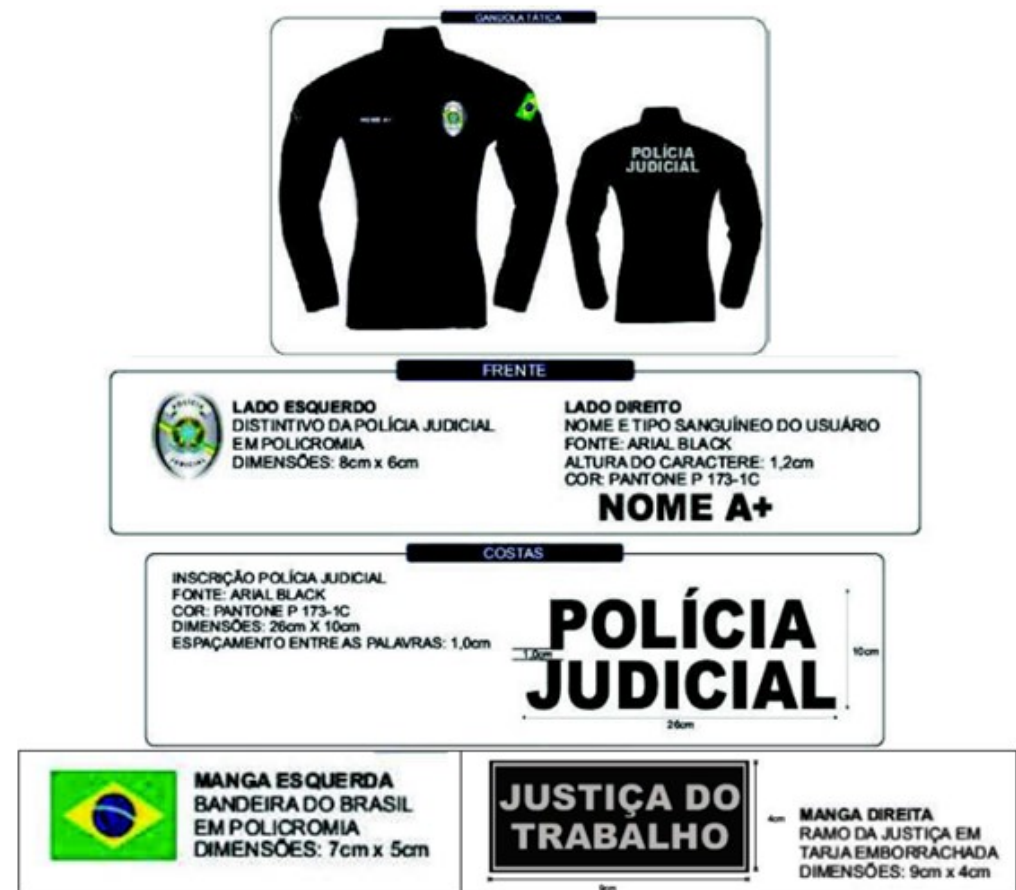 GANDOLA TÁTICA
NOME A+
POLÍCIA
JUDICIAL
FRENTE
POLÍCIA
JUDICIAL
LADO ESQUERDO
DISTINTIVO DA POLÍCIA JUDICIAL
EM POLICROMIA
DIMENSÕES: 8cm x 6cm
LADO DIREITO
NOME E TIPO SANGUÍNEO DO USUÁRIO
FONTE: ARIAL BLACK
ALTURA DO CARACTERE: 1,2cm
COR: PANTONE P 173-1C
NOME A+
COSTAS
INSCRIÇÃO POLÍCIA JUDICIAL
FONTE: ARIAL BLACK
COR: PANTONE P 173-1C
DIMENSÕES: 26cm X 10cm
ESPAÇAMENTO ENTRE AS PALAVRAS: 1,0cm
POLÍCIA
JUDICIAL
1,0cm
10cm
26cm
MANGA ESQUERDA
BANDEIRA DO BRASIL
EM POLICROMIA
DIMENSÕES: 7cm x 5cm
JUSTIÇA DO
TRABALHO
4cm
9cm
MANGA DIREITA
RAMO DA JUSTIÇA EM
TARJA EMBORRACHADA
DIMENSÕES: 9cm x 4cm